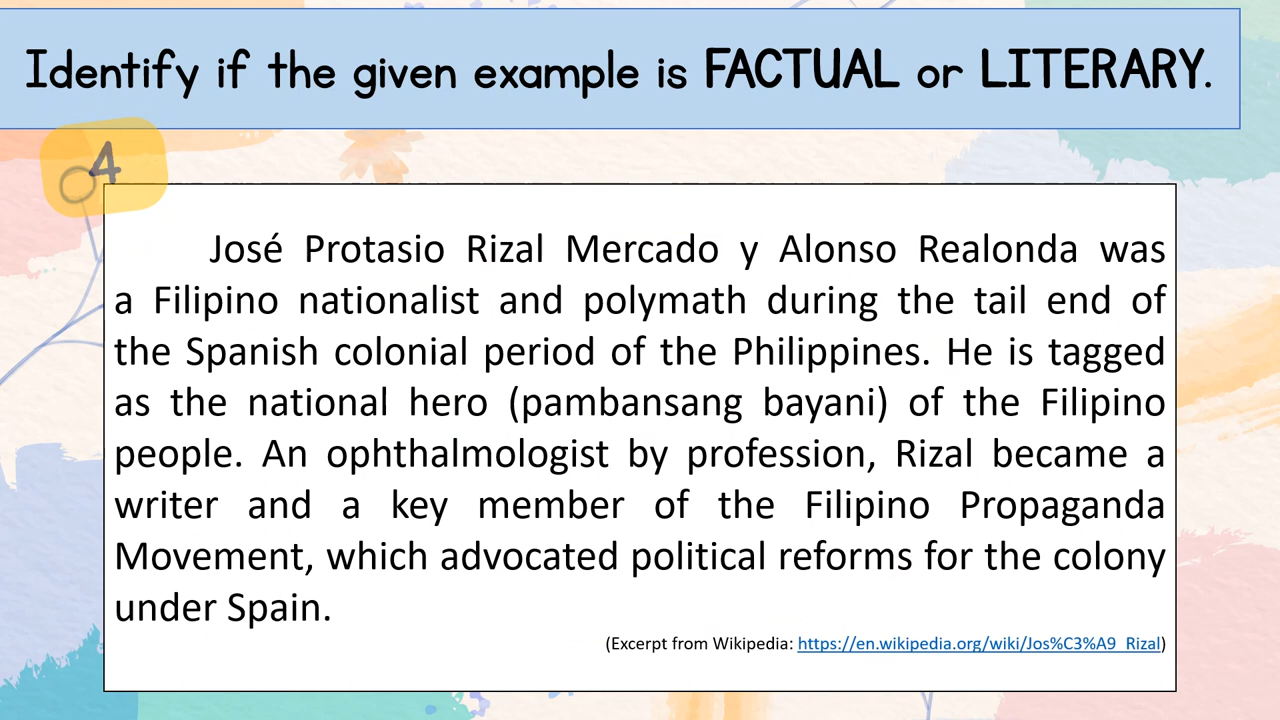 Identify if the given example is FACTUAL or LITERARY.
4
José Protasio Rizal Mercado y Alonso Realonda was
a Filipino nationalist and polymath during the tail end of
the Spanish colonial period of the Philippines. He is tagged
as the national hero (pambansang bayani) of the Filipino
people. An ophthalmologist by profession, Rizal became a
writer and a key member of the Filipino Propaganda
Movement, which advocated political reforms for the colony
under Spain.
(Excerpt from Wikipedia: https://en.wikipedia.org/wiki/Jos%C3%A9_Rizal)